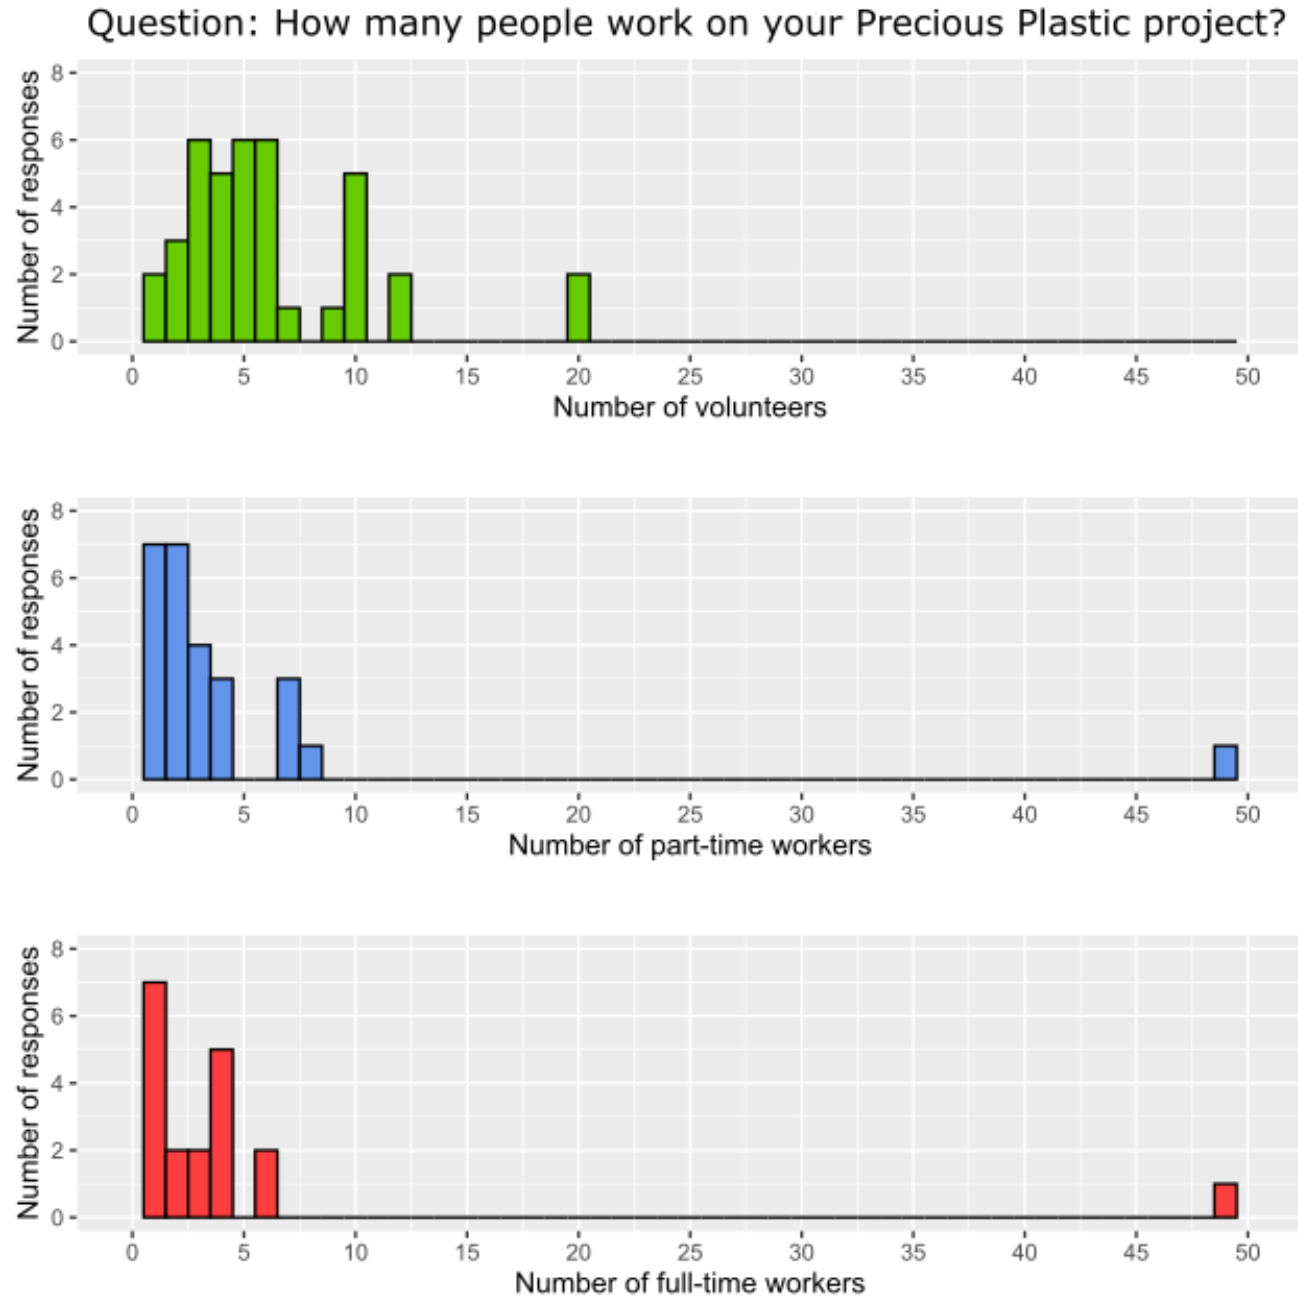 Question: How many people work on your Precious Plastic project?
Number of responses
8
6
4
2
0
0 5 10 15 20 25 30 35 40 45 50
Number of volunteers
Number of responses
8
6
4
2
0
0 5 10 15 20 25 30 35 40 45 50
Number of part-time workers
Number of responses
8
6
4
2
0
0 5 10 15 20 25 30 35 40 45 50
Number of full-time workers